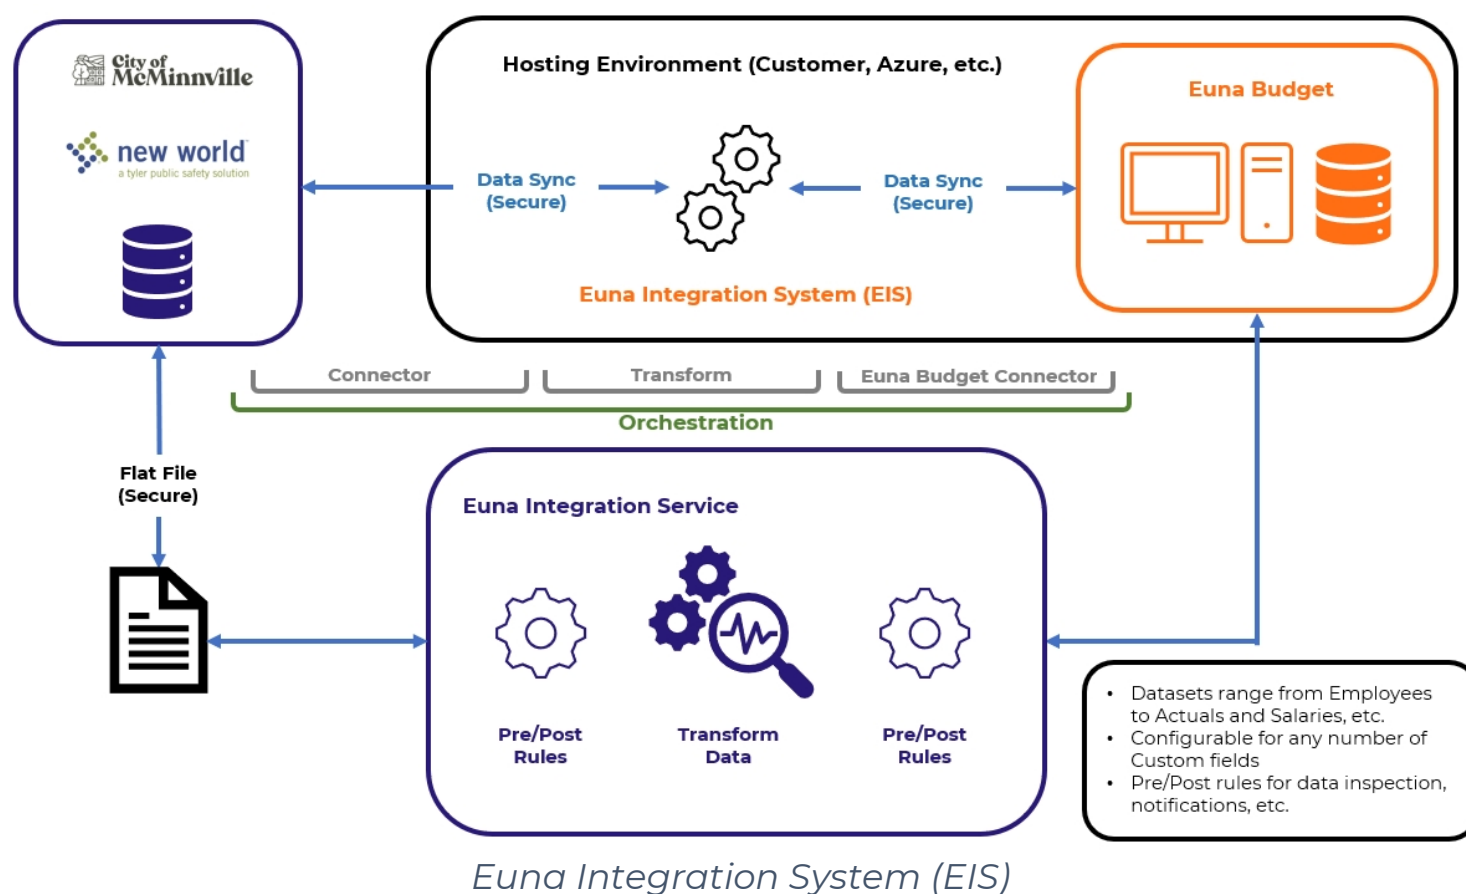 City of
McMinnville
new world
a tyler public safety solution
Hosting Environment (Customer, Azure, etc.)
Data Sync
(Secure)
Euna Integration System (EIS)
Data Sync
(Secure)
Euna Budget
Connector
Transform
Euna Budget Connector
Orchestration
Flat File
(Secure)
Euna Integration Service
Pre/Post
Rules
Transform
Data
Pre/Post
Rules
• Datasets range from Employees
to Actuals and Salaries, etc.
• Configurable for any number of
Custom fields
• Pre/Post rules for data inspection,
notifications, etc.
Euna Integration System (EIS)